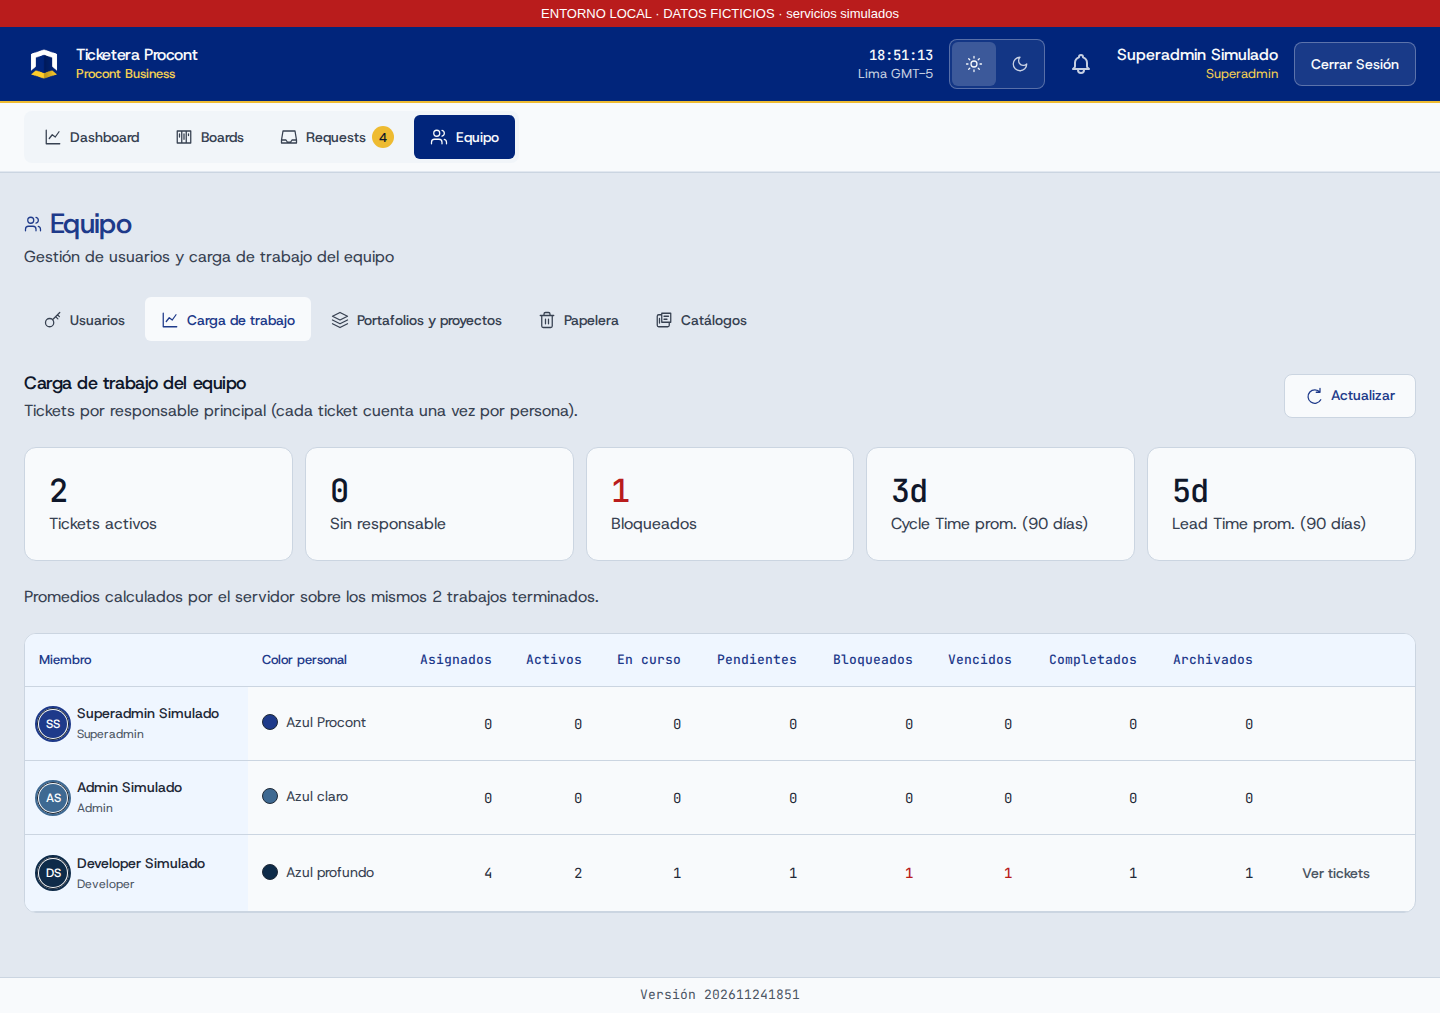 ENTORNO LOCAL · DATOS FICTICIOS · servicios simulados
Ticketera Procont
Procont Business
18:51:13
Lima GMT-5
Superadmin Simulado
Superadmin
Cerrar Sesión
Dashboard
Boards
Requests 4
Equipo
Equipo
Gestión de usuarios y carga de trabajo del equipo
Usuarios
Carga de trabajo
Portafolios y proyectos
Papelera
Catálogos
Carga de trabajo del equipo
Tickets por responsable principal (cada ticket cuenta una vez por persona).
Actualizar
2
Tickets activos
0
Sin responsable
1
Bloqueados
3d
Cycle Time prom. (90 días)
5d
Lead Time prom. (90 días)
Promedios calculados por el servidor sobre los mismos 2 trabajos terminados.
Miembro Color personal Asignados Activos En curso Pendientes Bloqueados Vencidos Completados Archivados
SS Superadmin Simulado
Superadmin
Azul Procont 0 0 0 0 0 0 0 0
AS Admin Simulado
Admin
Azul claro 0 0 0 0 0 0 0 0
DS Developer Simulado
Developer
Azul profundo 4 2 1 1 1 1 1 1 Ver tickets
Versión 202611241851